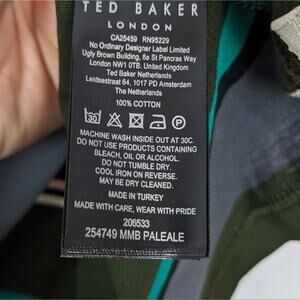 TED BAKER
LONDON
CA25459 RN95229
No Ordinary Designer Label Limited
Ugly Brown Building, 6a St Pancras Way
London NW1 0TB. United Kingdom
Ted Baker Netherlands
Leidsestraat 64, 1017 PD Amsterdam
The Netherlands
100% COTTON
30
P
MACHINE WASH INSIDE OUT AT 30C.
DO NOT USE PRODUCTS CONTAINING
BLEACH, OIL OR ALCOHOL.
DO NOT TUMBLE DRY.
COOL IRON ON REVERSE.
MAY BE DRY CLEANED.
MADE IN TURKEY
MADE WITH CARE, WEAR WITH PRIDE
206533
254749 MMB PALEALE